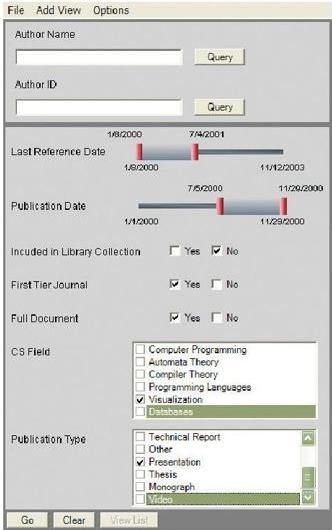 File Add View Options
Author Name
Query
Author ID
Query
1/8/2000 7/4/2001
Last Reference Date
1/8/2000 11/12/2003
7/5/2000 11/29/2000
Publication Date
1/1/2000 11/29/2000
Incuded in Library Collection Yes No
First Tier Journal Yes No
Full Document Yes No
CS Field
Computer Programming
Automata Theory
Compiler Theory
Programming Languages
Visualization
Databases
Publication Type
Technical Report
Other
Presentation
Thesis
Monograph
Video
Go Clear View List